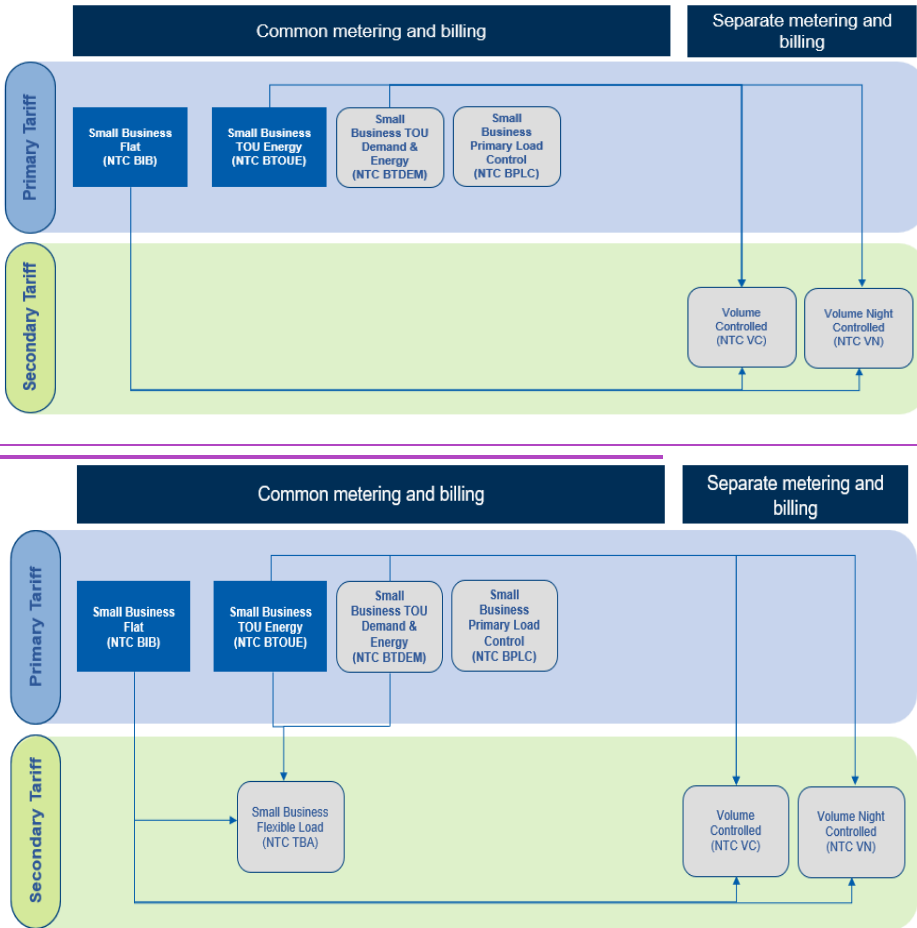 Common metering and billing
Separate metering and
billing
Primary Tariff
Small Business
Flat
(NTC BIB)
Small Business
TOU Energy
(NTC BTOUE)
Small
Business TOU
Demand &
Energy
(NTC BTDEM)
Small
Business
Primary Load
Control
(NTC BPLC)
Secondary Tariff
Volume
Controlled
(NTC VC)
Volume Night
Controlled
(NTC VN)
Common metering and billing
Separate metering and
billing
Primary Tariff
Small Business
Flat
(NTC BIB)
Small Business
TOU Energy
(NTC BTOUE)
Small
Business TOU
Demand &
Energy
(NTC BTDEM)
Small
Business
Primary Load
Control
(NTC BPLC)
Secondary Tariff
Small Business
Flexible Load
(NTC TBA)
Volume
Controlled
(NTC VC)
Volume Night
Controlled
(NTC VN)